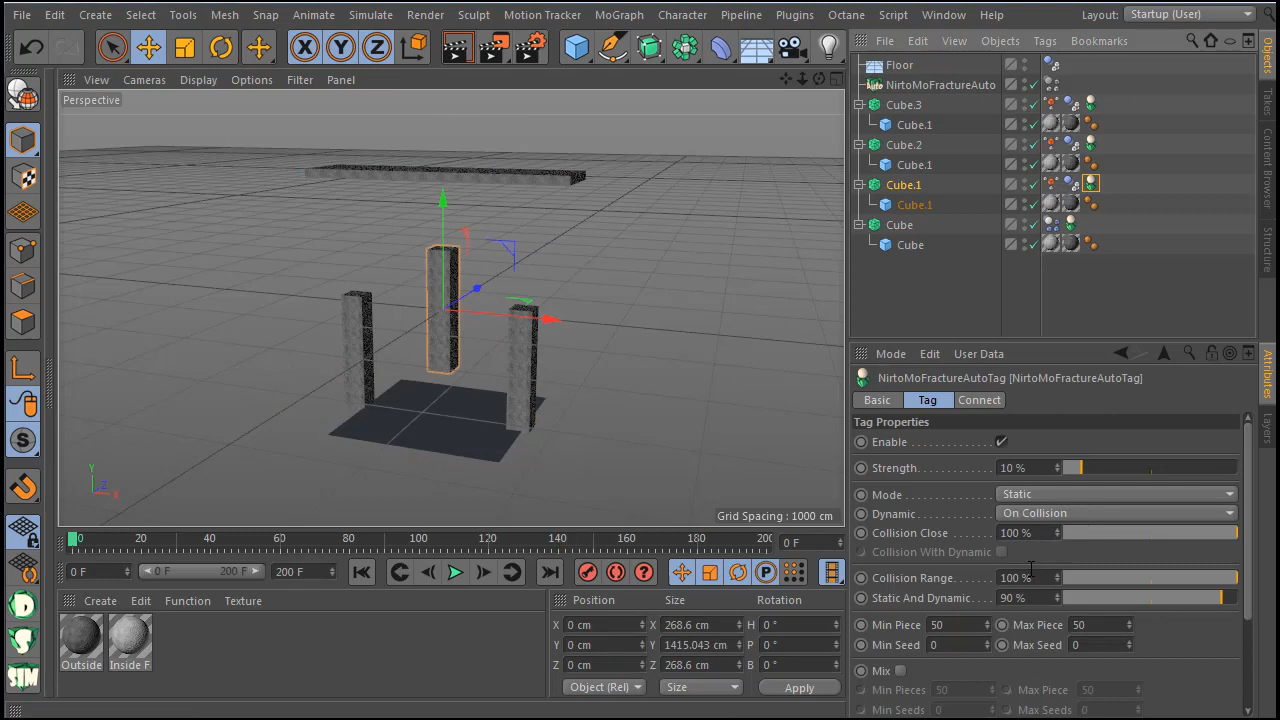 File Edit Create Select Tools Mesh Snap Animate Simulate Render Sculpt Motion Tracker MoGraph Character Pipeline Plugins Octane Script Window Help Layout: Startup (User)
X Y Z
File Edit View Objects Tags Bookmarks
View Cameras Display Options Filter Panel
Perspective
Floor
NirtoMoFractureAuto
Cube.3
Cube.1
Cube.2
Cube.1
Cube.1
Cube.1
Cube
Cube
Objects
Takes
Content Browser
Structure
Y
Z
X
Grid Spacing : 1000 cm
Mode Edit User Data
NirtoMoFractureAutoTag [NirtoMoFractureAutoTag]
Basic Tag Connect
Tag Properties
Enable
Strength 10 %
Mode Static
Dynamic On Collision
Collision Close 100 %
Collision With Dynamic
Collision Range 100 %
Static And Dynamic 90 %
Min Piece 50 Max Piece 50
Min Seed 0 Max Seed 0
Mix
Min Pieces 50 Max Piece 50
Min Seeds 0 Max Seeds 0
Attributes
Layers
0 20 40 60 80 100 120 140 160 180 200 0 F
0 F 0 F 200 F 200 F
P
Create Edit Function Texture
Outside Inside F
Position Size Rotation
X 0 cm X 268.6 cm H 0 °
Y 0 cm Y 1415.043 cm P 0 °
Z 0 cm Z 268.6 cm B 0 °
Object (Rel) Size Apply
S
S
SIM